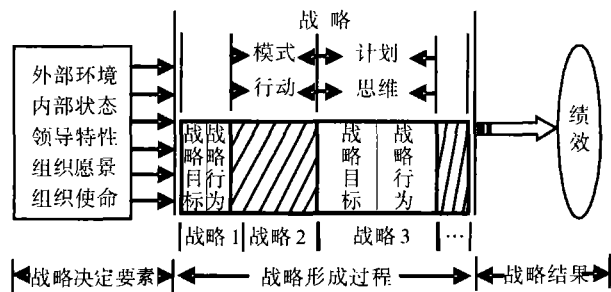 战 略
模式 计划
行动 思维
外部环境
内部状态
领导特性
组织愿景
组织使命
战略目标 战略行为 战略目标 战略行为
绩效
战略 1 战略 2 战略 3 …
战略决定要素 战略形成过程 战略结果